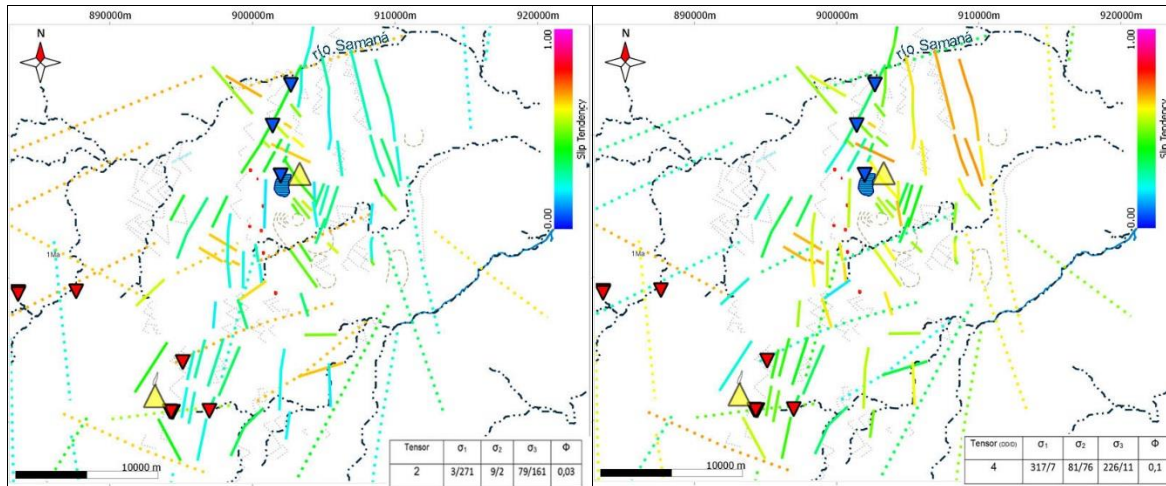 890000m
900000m
910000m
920000m
río Samaná
1.00
Slip Tendency
-0.00
1Ma
10000 m
Tensor
σ1
σ2
σ3
Φ
2
3/271
9/2
79/161
0,03
890000m
900000m
910000m
920000m
río Samaná
1.00
Slip Tendency
-0.00
1Ma
10000 m
Tensor (DD/D)
σ1
σ2
σ3
Φ
4
317/7
81/76
226/11
0,1